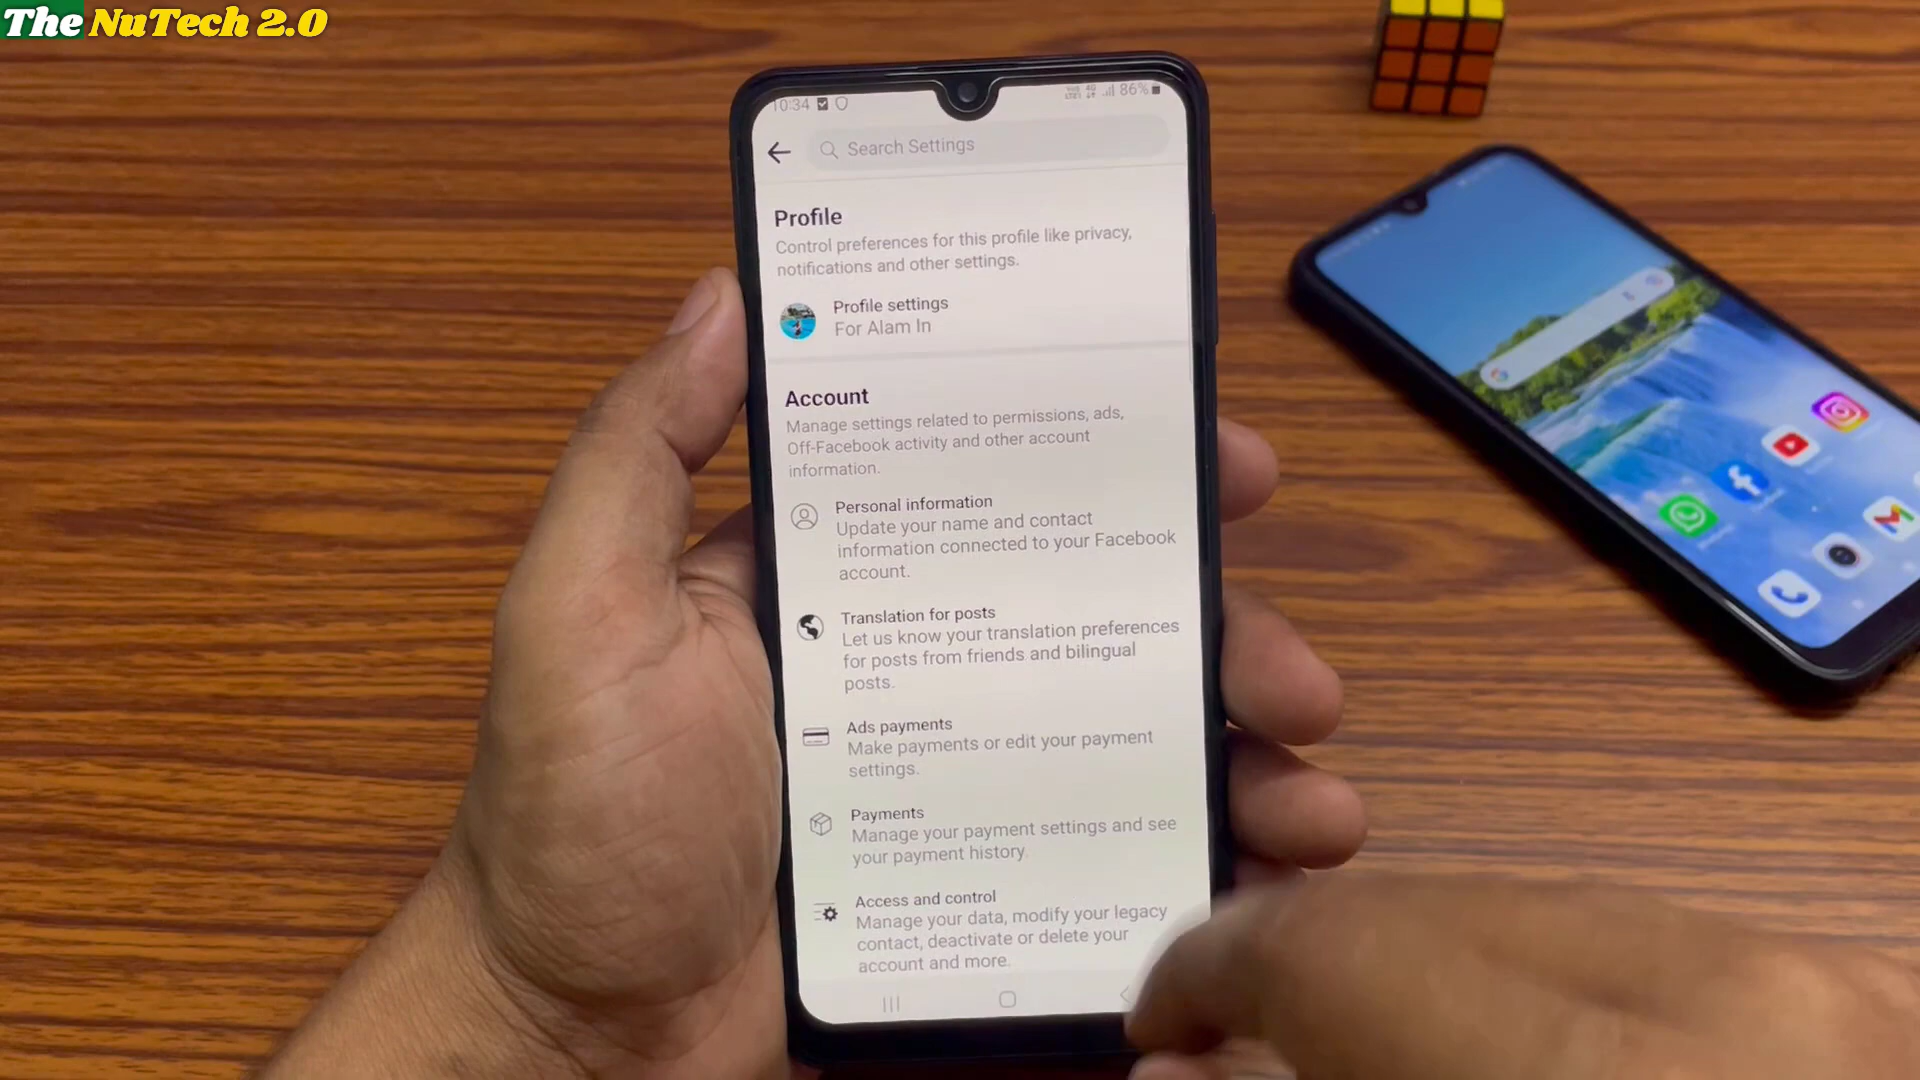 The NuTech 2.0
10:34
86%
Search Settings
Profile
Control preferences for this profile like privacy,
notifications and other settings.
Profile settings
For Alam In
Account
Manage settings related to permissions, ads,
Off-Facebook activity and other account
information.
Personal information
Update your name and contact
information connected to your Facebook
account.
Translation for posts
Let us know your translation preferences
for posts from friends and bilingual
posts.
Ads payments
Make payments or edit your payment
settings.
Payments
Manage your payment settings and see
your payment history.
Access and control
Manage your data, modify your legacy
contact, deactivate or delete your
account and more.